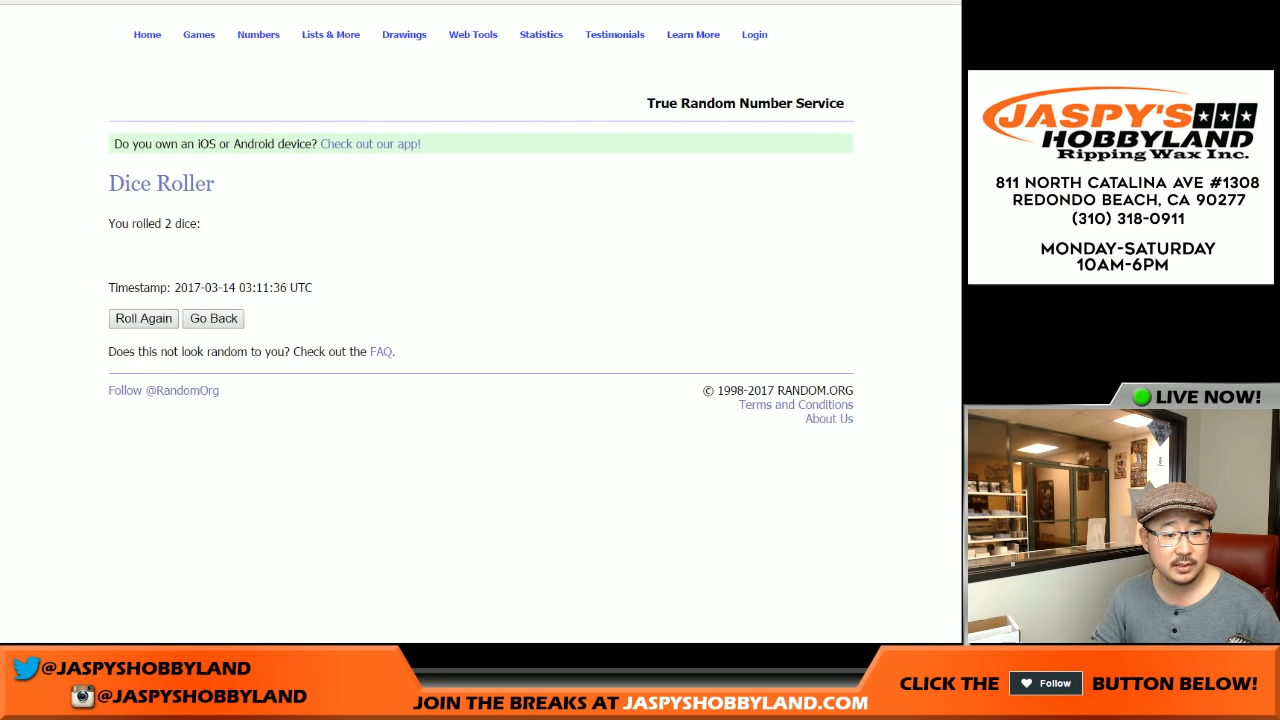 Home Games Numbers Lists & More Drawings Web Tools Statistics Testimonials Learn More Login
True Random Number Service
Do you own an iOS or Android device? Check out our app!
Dice Roller
You rolled 2 dice:
Timestamp: 2017-03-14 03:11:36 UTC
Roll Again Go Back
Does this not look random to you? Check out the FAQ.
Follow @RandomOrg
© 1998-2017 RANDOM.ORG
Terms and Conditions
About Us
JASPY'S
HOBBYLAND
Ripping Wax Inc.
811 NORTH CATALINA AVE #1308
REDONDO BEACH, CA 90277
(310) 318-0911
MONDAY-SATURDAY
10AM-6PM
LIVE NOW!
@JASPYSHOBBYLAND
@JASPYSHOBBYLAND
JOIN THE BREAKS AT JASPYSHOBBYLAND.COM
CLICK THE Follow BUTTON BELOW!